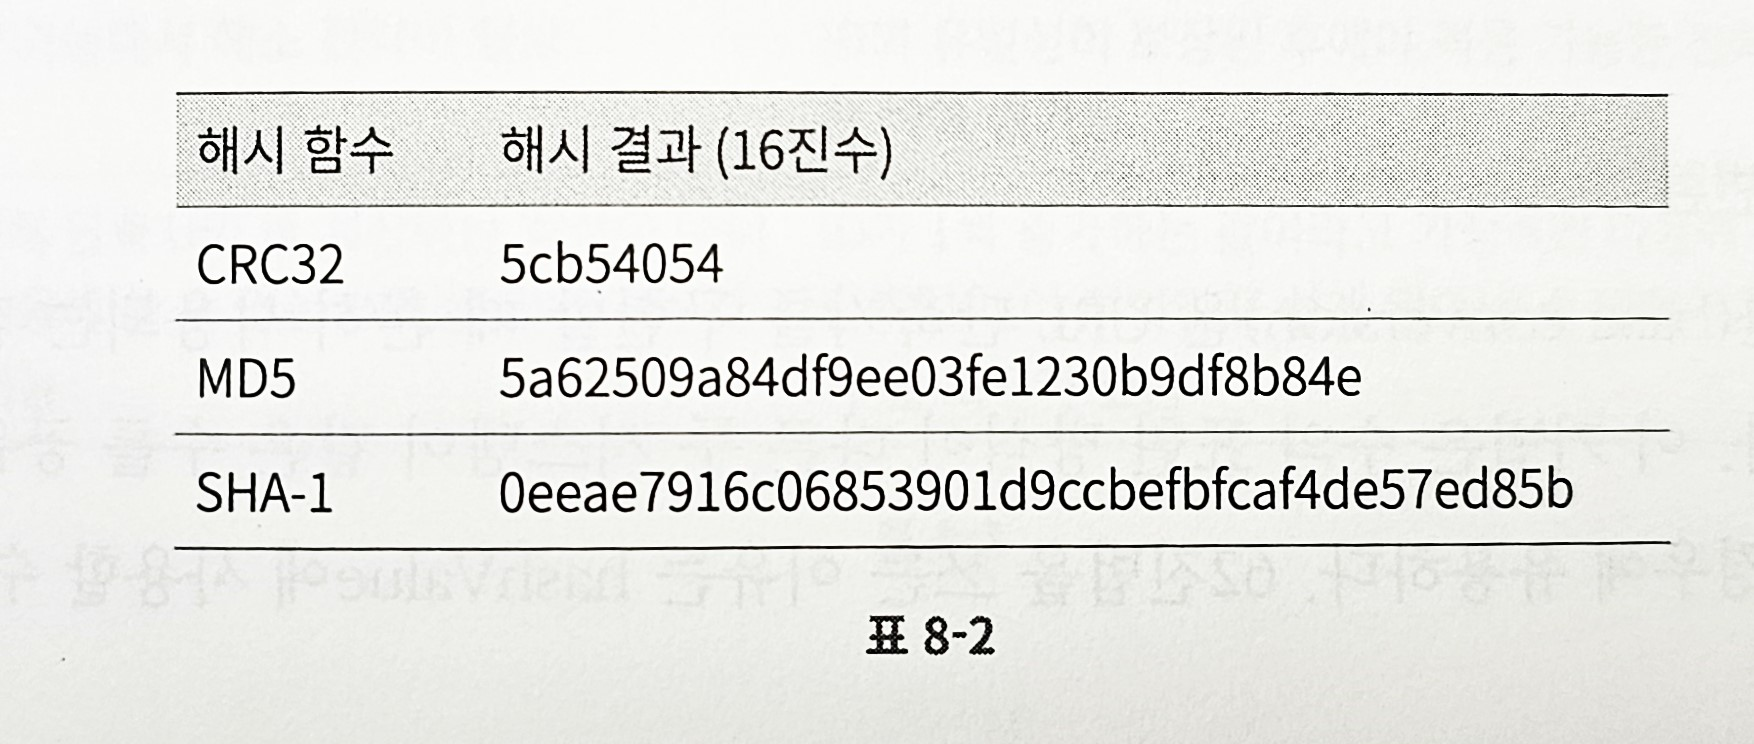 해시 함수 해시 결과 (16진수)
CRC32 5cb54054
MD5 5a62509a84df9ee03fe1230b9df8b84e
SHA-1 0eeae7916c06853901d9ccbefbfcaf4de57ed85b
표 8-2